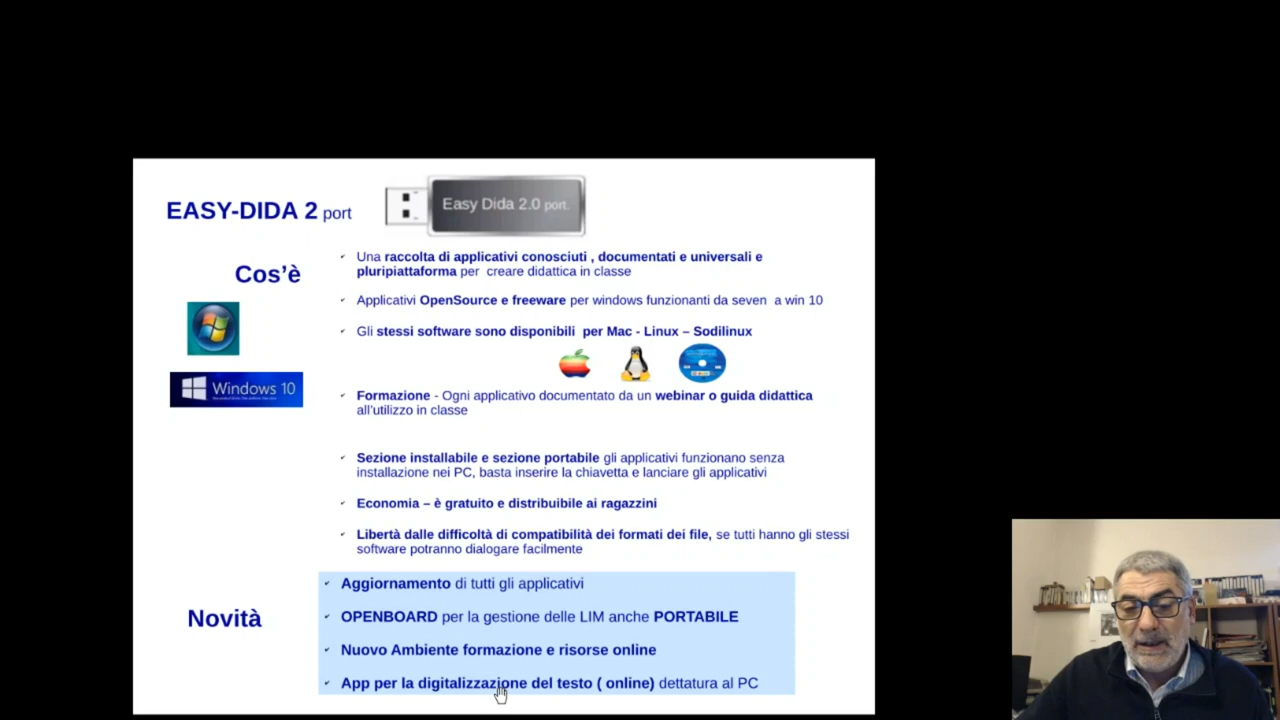 EASY-DIDA 2 port
Easy Dida 2.0 port.
Cos’è
Una raccolta di applicativi conosciuti , documentati e universali e
pluripiattaforma per creare didattica in classe
Applicativi OpenSource e freeware per windows funzionanti da seven a win 10
Gli stessi software sono disponibili per Mac - Linux – Sodilinux
Windows 10
Formazione - Ogni applicativo documentato da un webinar o guida didattica
all’utilizzo in classe
Sezione installabile e sezione portabile gli applicativi funzionano senza
installazione nei PC, basta inserire la chiavetta e lanciare gli applicativi
Economia – è gratuito e distribuibile ai ragazzini
Libertà dalle difficoltà di compatibilità dei formati dei file, se tutti hanno gli stessi
software potranno dialogare facilmente
Novità
Aggiornamento di tutti gli applicativi
OPENBOARD per la gestione delle LIM anche PORTABILE
Nuovo Ambiente formazione e risorse online
App per la digitalizzazione del testo ( online) dettatura al PC